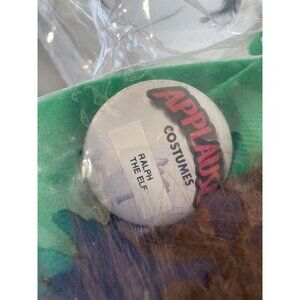 APPLAUSE
COSTUMES
RALPH
THE ELF